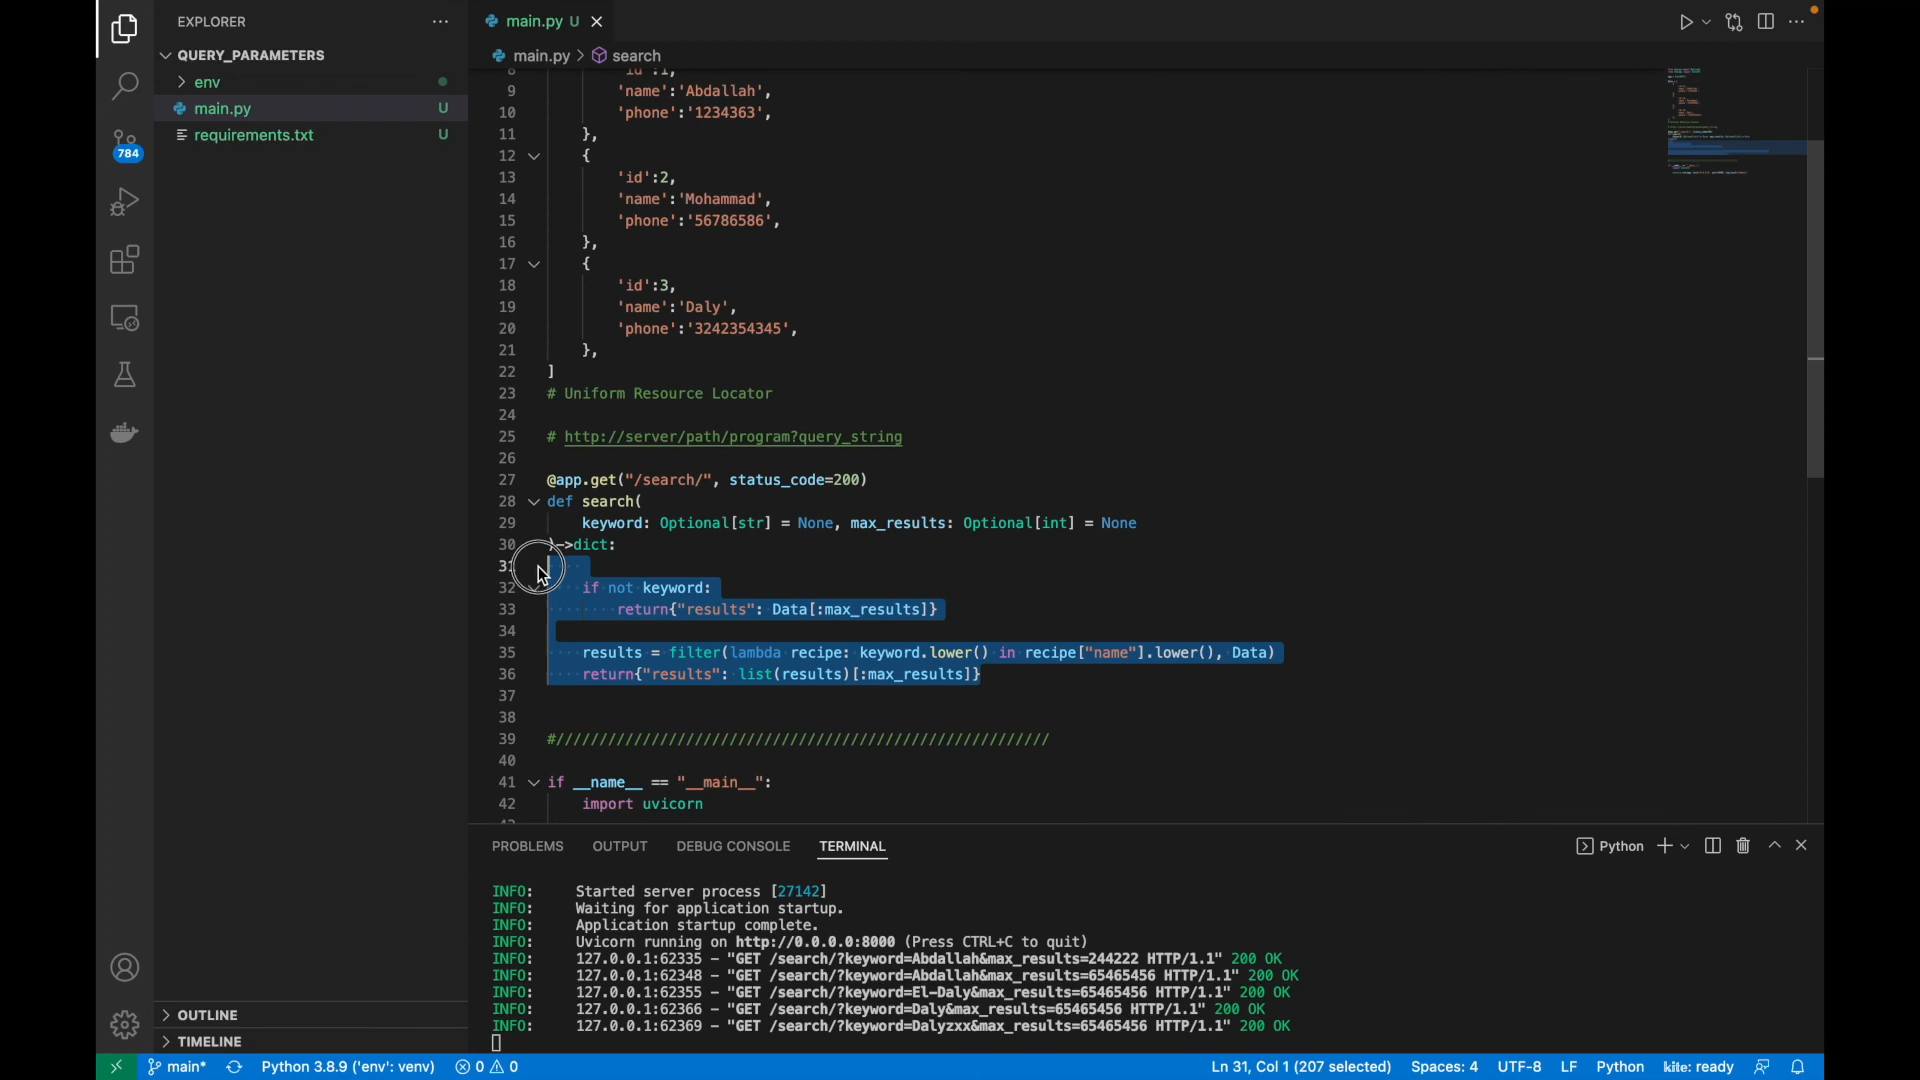 EXPLORER
QUERY_PARAMETERS
env
main.py U
requirements.txt U
784
OUTLINE
TIMELINE
main.py U
main.py > search
8 'id':1,
9 'name':'Abdallah',
10 'phone':'1234363',
11 },
12 {
13 'id':2,
14 'name':'Mohammad',
15 'phone':'56786586',
16 },
17 {
18 'id':3,
19 'name':'Daly',
20 'phone':'3242354345',
21 },
22 ]
23 # Uniform Resource Locator
24
25 # http://server/path/program?query_string
26
27 @app.get("/search/", status_code=200)
28 def search(
29 keyword: Optional[str] = None, max_results: Optional[int] = None
30 )->dict:
31
32 if not keyword:
33 return{"results": Data[:max_results]}
34
35 results = filter(lambda recipe: keyword.lower() in recipe["name"].lower(), Data)
36 return{"results": list(results)[:max_results]}
37
38
39 #/////////////////////////////////////////////////////////
40
41 if __name__ == "__main__":
42 import uvicorn
PROBLEMS OUTPUT DEBUG CONSOLE TERMINAL Python
INFO: Started server process [27142]
INFO: Waiting for application startup.
INFO: Application startup complete.
INFO: Uvicorn running on http://0.0.0.0:8000 (Press CTRL+C to quit)
INFO: 127.0.0.1:62335 - "GET /search/?keyword=Abdallah&max_results=244222 HTTP/1.1" 200 OK
INFO: 127.0.0.1:62348 - "GET /search/?keyword=Abdallah&max_results=65465456 HTTP/1.1" 200 OK
INFO: 127.0.0.1:62355 - "GET /search/?keyword=El-Daly&max_results=65465456 HTTP/1.1" 200 OK
INFO: 127.0.0.1:62366 - "GET /search/?keyword=Daly&max_results=65465456 HTTP/1.1" 200 OK
INFO: 127.0.0.1:62369 - "GET /search/?keyword=Dalyzxx&max_results=65465456 HTTP/1.1" 200 OK
main* Python 3.8.9 ('env': venv) 0 0 Ln 31, Col 1 (207 selected) Spaces: 4 UTF-8 LF Python kite: ready